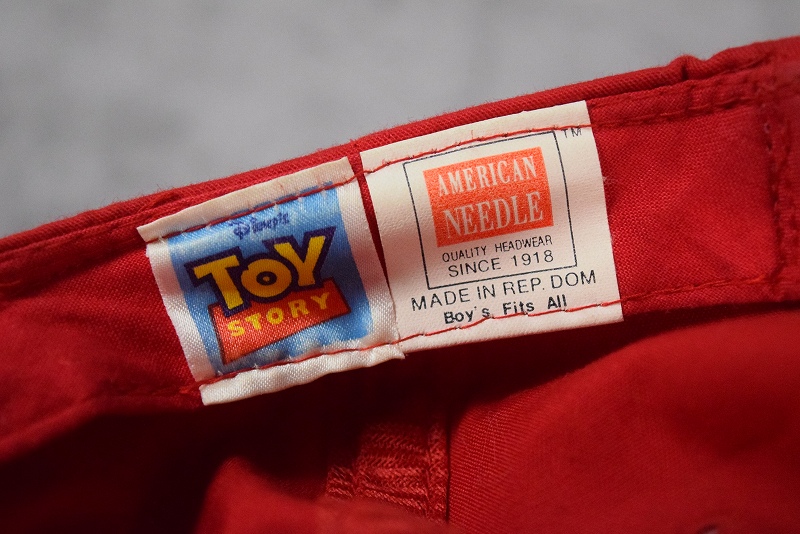 Disney's
TOY
STORY
TM
AMERICAN
NEEDLE
QUALITY HEADWEAR
SINCE 1918
MADE IN REP. DOM
Boy's Fits All